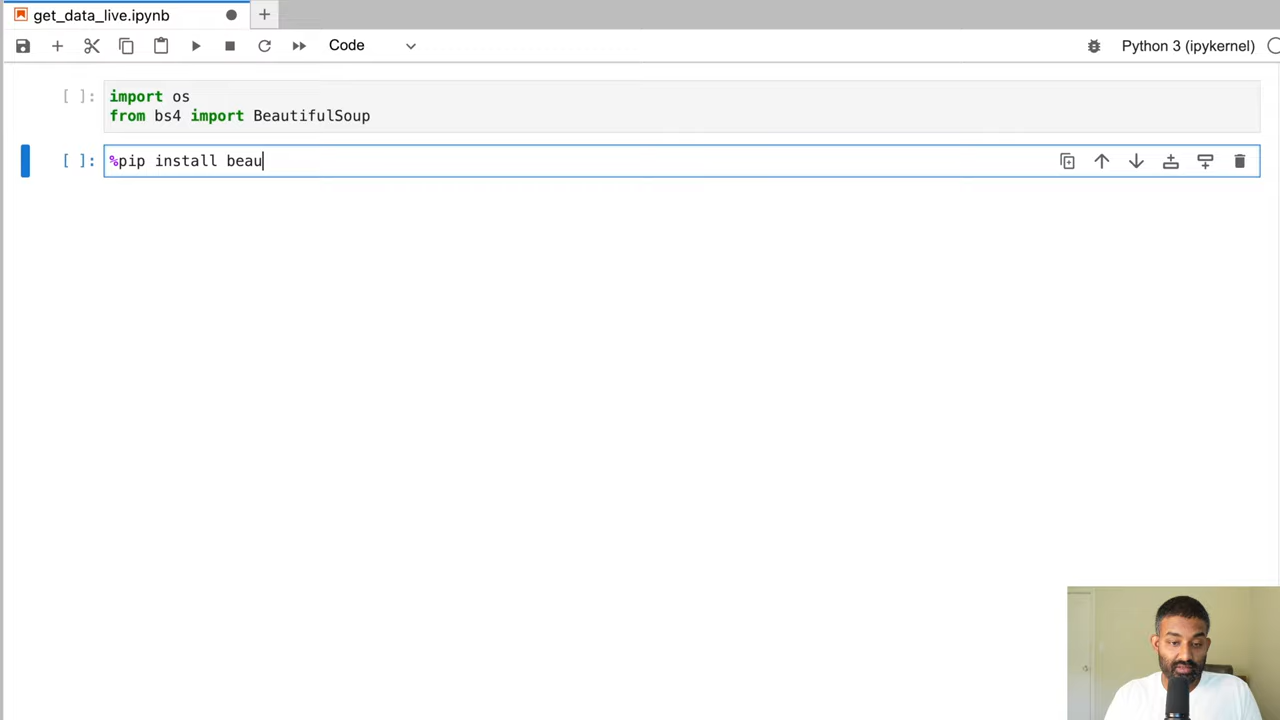 get_data_live.ipynb
Code
Python 3 (ipykernel)
[ ]: import os
from bs4 import BeautifulSoup
[ ]: %pip install beau